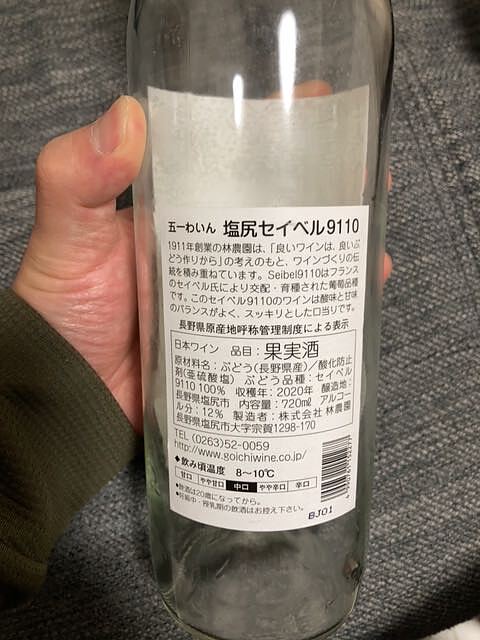 五一わいん 塩尻セイベル9110
1911年創業の林農園は、「良いワインは、良いぶ
どう作りから」の考えのもと、ワインづくりの伝
統を積み重ねています。Seibel9110はフランス
のセイベル氏により交配・育種された葡萄品種
です。このセイベル9110のワインは酸味と甘味
のバランスがよく、スッキリとした口当りです。
長野県原産地呼称管理制度による表示
日本ワイン 品目：果実酒
原材料名：ぶどう(長野県産)／酸化防止
剤(亜硫酸塩) ぶどう品種：セイベル
9110 100% 収穫年：2020年 醸造地：
長野県塩尻市 内容量：720㎖ アルコー
ル分：12% 製造者：株式会社 林農園
長野県塩尻市大字宗賀1298-170
TEL (0263)52-0059
http://www.goichiwine.co.jp/
◆飲み頃温度 8～10℃
甘口 やや甘口 中口 やや辛口 辛口
●飲酒は20歳になってから。
●妊娠中・授乳期の飲酒はお控え下さい。
BJ01